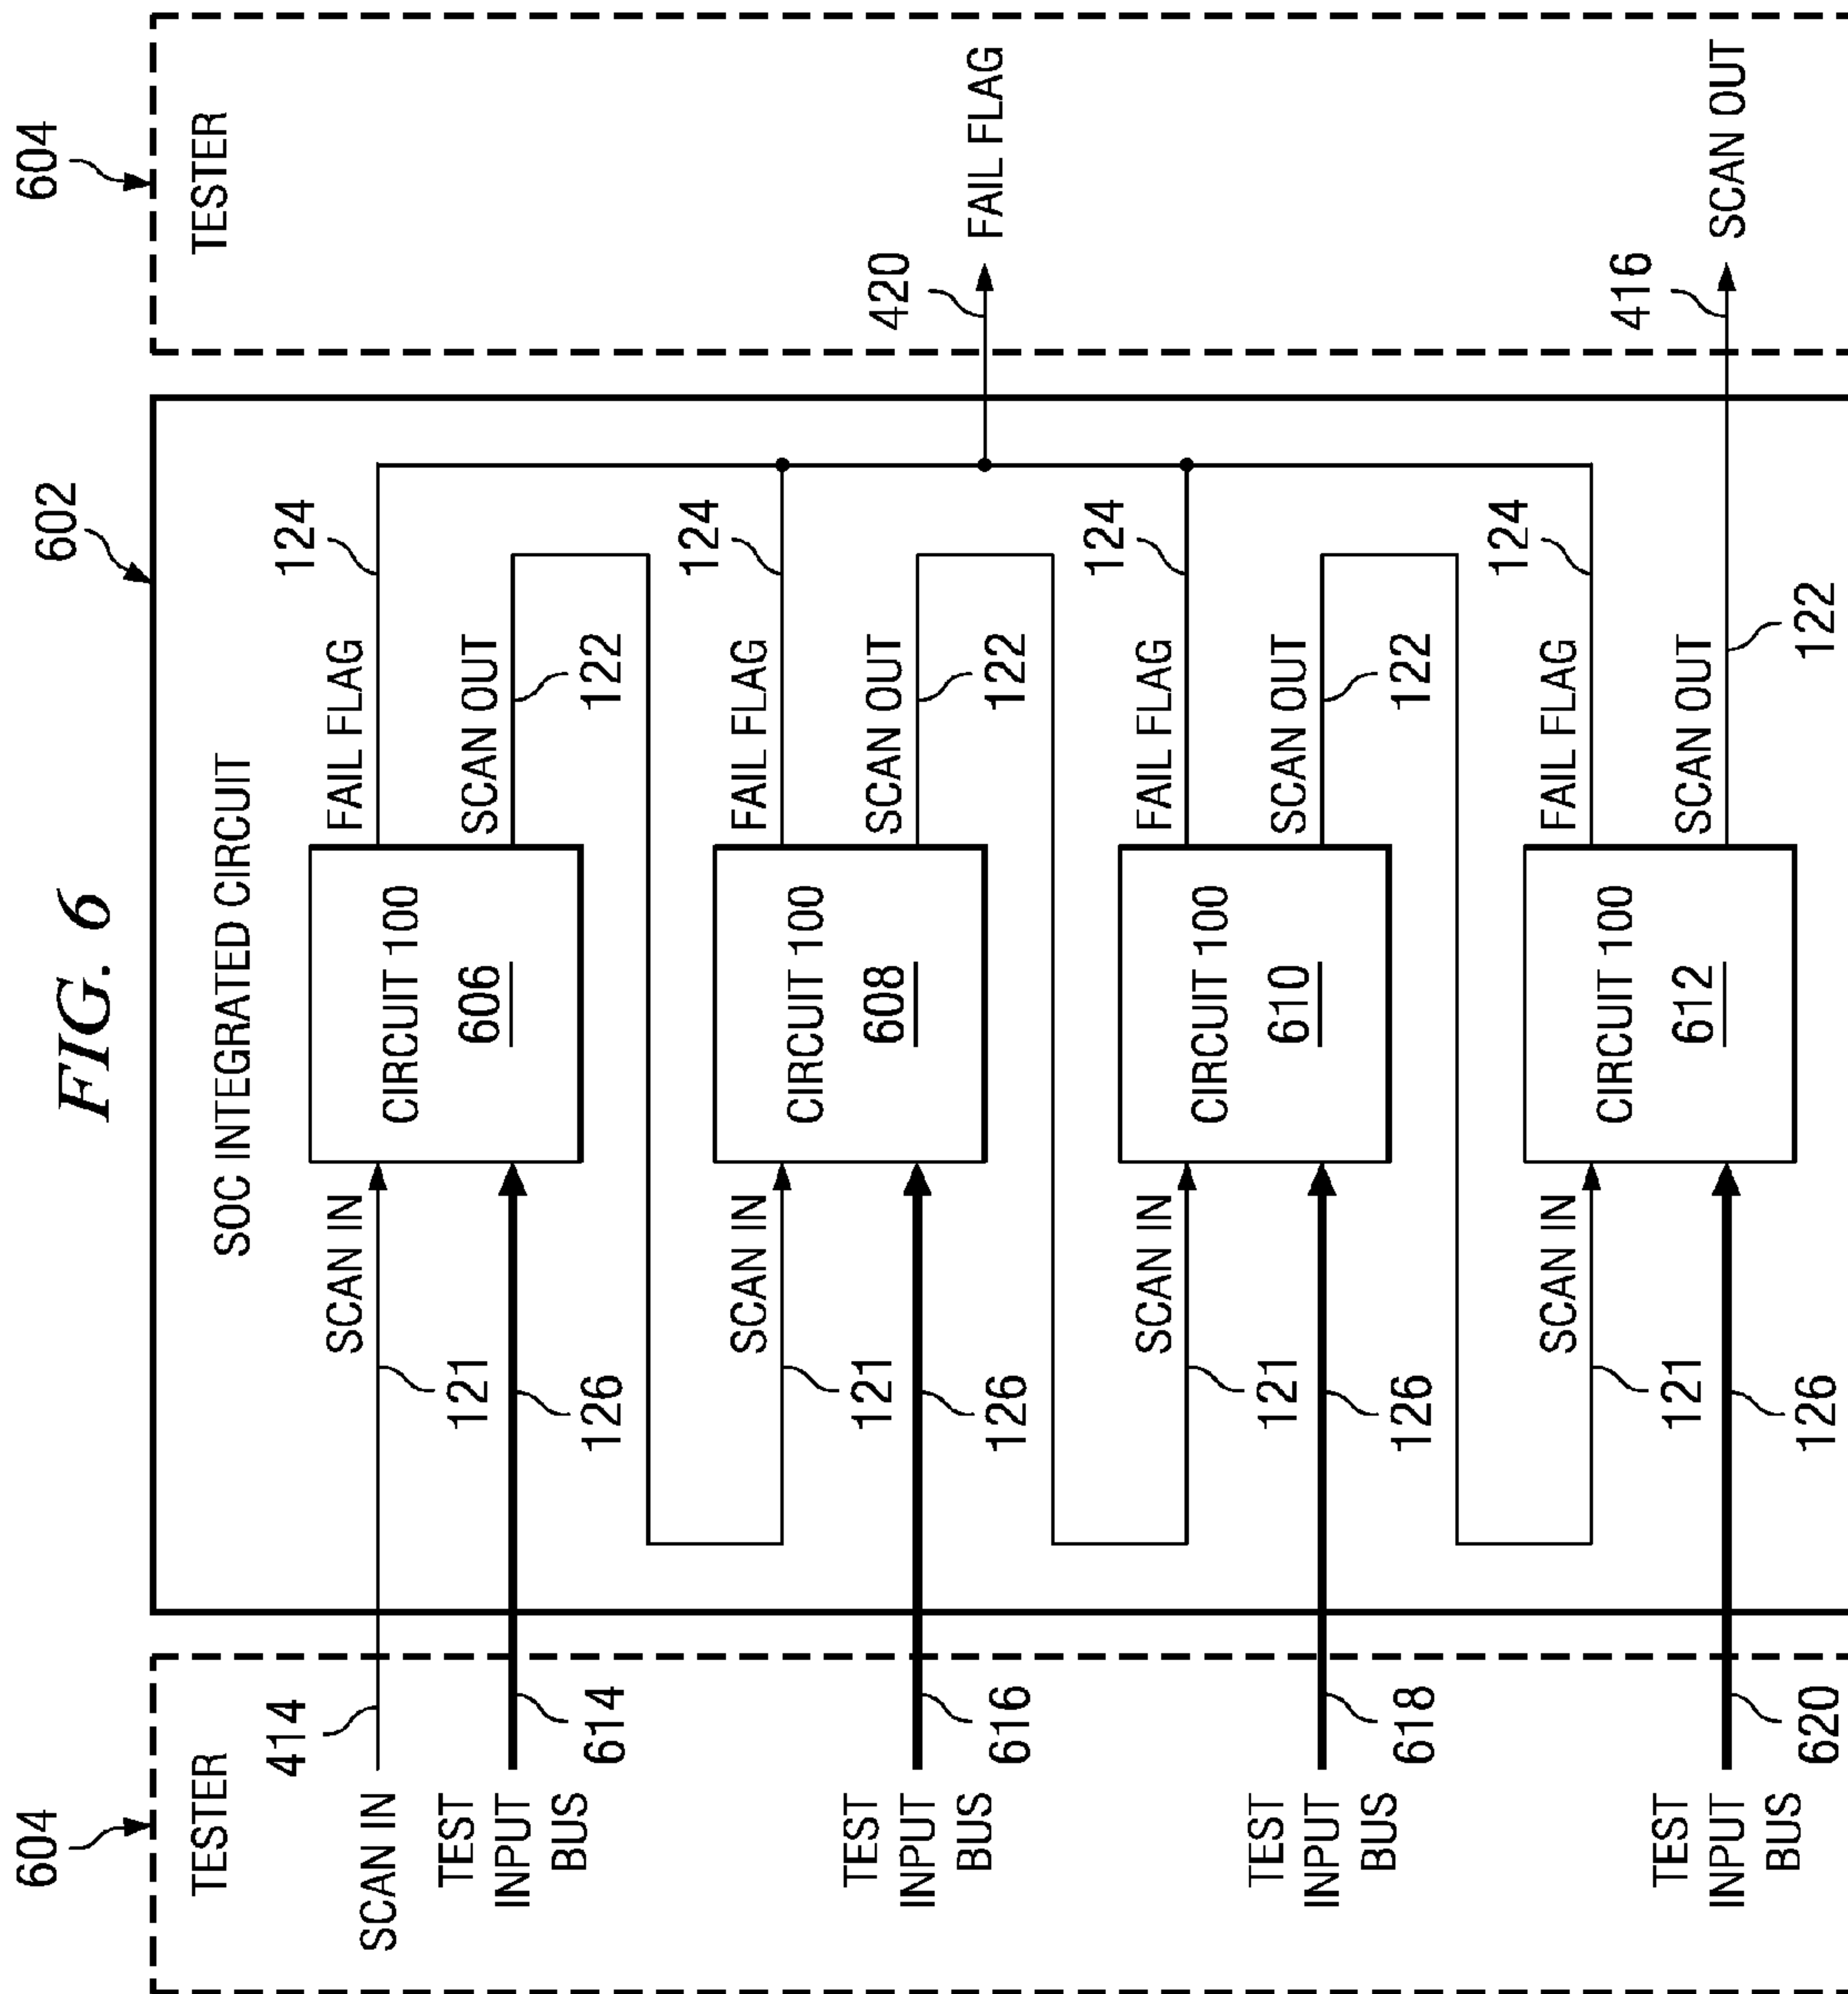 FIG. 6
604
TESTER
414
SCAN IN
614
TEST
INPUT
BUS
616
TEST
INPUT
BUS
618
TEST
INPUT
BUS
620
TEST
INPUT
BUS
602
SOC INTEGRATED CIRCUIT
SCAN IN
121
126
CIRCUIT 100
606
FAIL FLAG
124
SCAN OUT
122
SCAN IN
121
126
CIRCUIT 100
608
FAIL FLAG
124
SCAN OUT
122
SCAN IN
121
126
CIRCUIT 100
610
FAIL FLAG
124
SCAN OUT
122
SCAN IN
121
126
CIRCUIT 100
612
FAIL FLAG
124
SCAN OUT
122
604
TESTER
420
FAIL FLAG
416
SCAN OUT